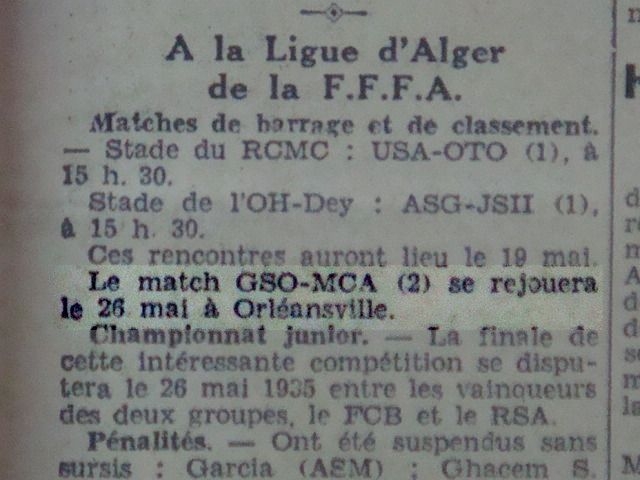 A la Ligue d'Alger
de la F.F.F.A.
Matches de barrage et de classement.
— Stade du RCMC : USA-OTO (1), à
15 h. 30.
Stade de l'OH-Dey : ASG-JSII (1),
à 15 h. 30.
Ces rencontres auront lieu le 19 mai.
Le match GSO-MCA (2) se rejouera
le 26 mai à Orléansville.
Championnat junior. — La finale de
cette intéressante compétition se dispu-
tera le 26 mai 1935 entre les vainqueurs
des deux groupes, le FCB et le RSA.
Pénalités. — Ont été suspendus sans
sursis : Garcia (ASM) ; Ghacem S.